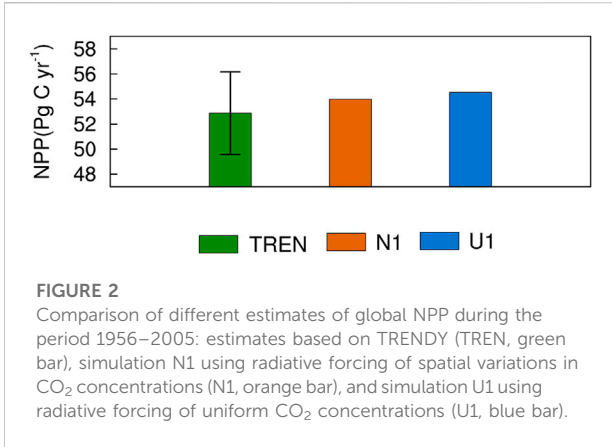 58
56
54
52
50
48
NPP(Pg C yr⁻¹)
TREN N1 U1
FIGURE 2
Comparison of different estimates of global NPP during the
period 1956–2005: estimates based on TRENDY (TREN, green
bar), simulation N1 using radiative forcing of spatial variations in
CO₂ concentrations (N1, orange bar), and simulation U1 using
radiative forcing of uniform CO₂ concentrations (U1, blue bar).